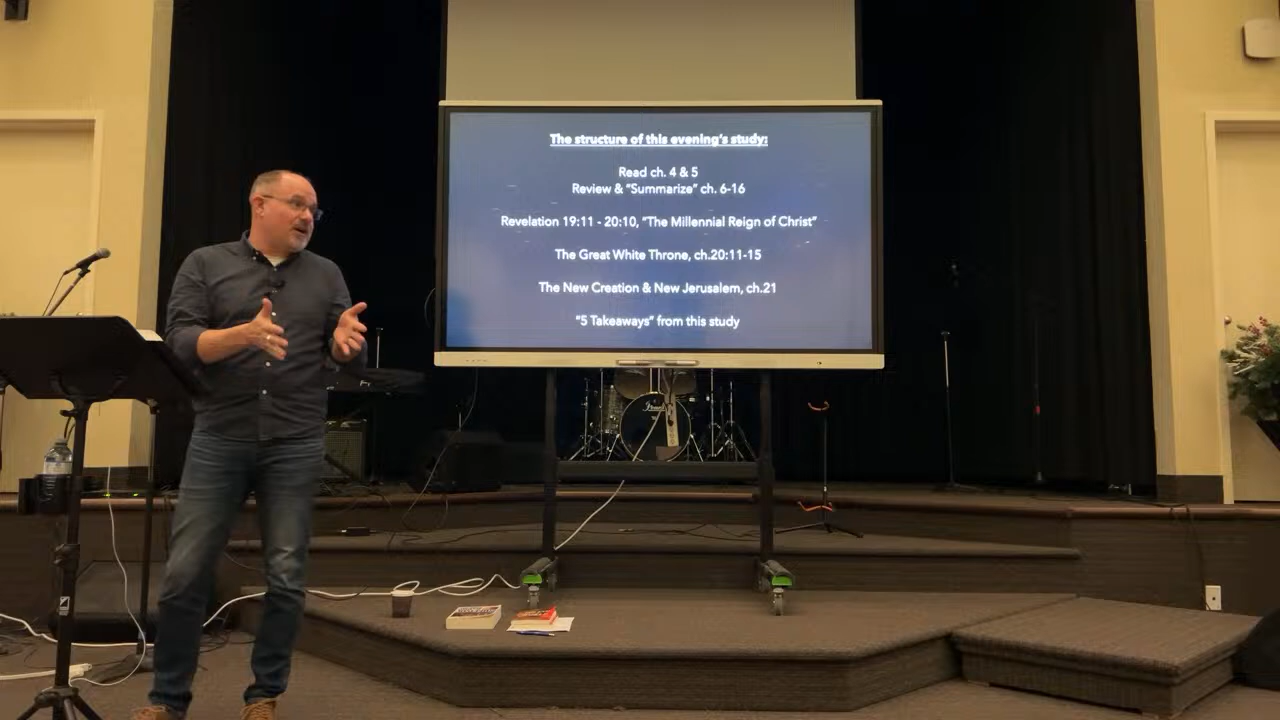 The structure of this evening's study:
Read ch. 4 & 5
Review & "Summarize" ch. 6-16
Revelation 19:11 - 20:10, "The Millennial Reign of Christ"
The Great White Throne, ch.20:11-15
The New Creation & New Jerusalem, ch.21
"5 Takeaways" from this study